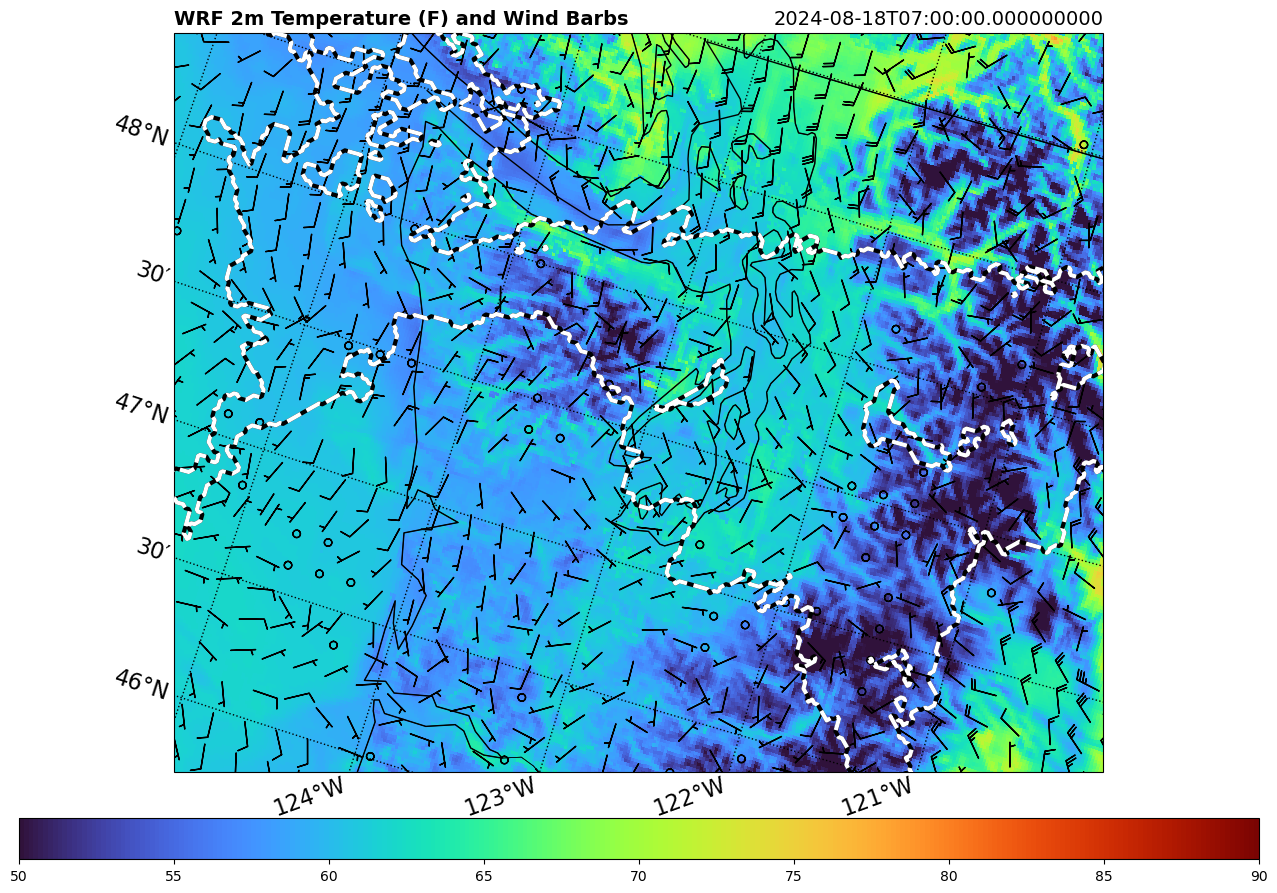 WRF 2m Temperature (F) and Wind Barbs 2024-08-18T07:00:00.000000000
48°N
30′
47°N
30′
46°N
124°W 123°W 122°W 121°W
50 55 60 65 70 75 80 85 90